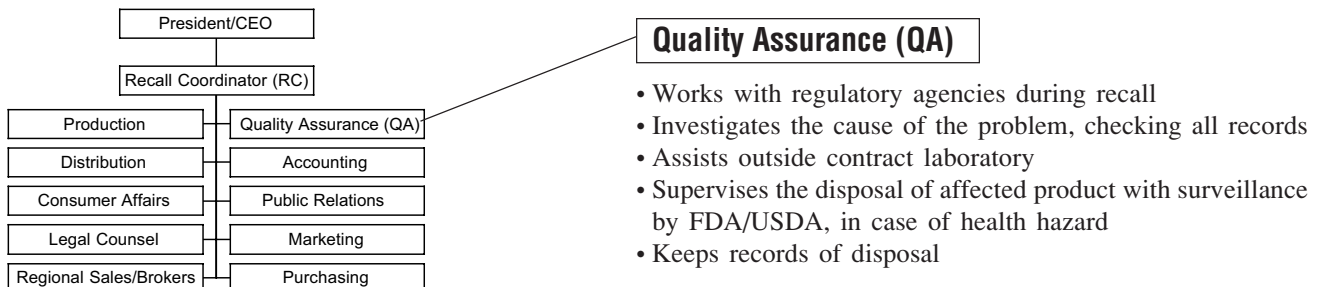 President/CEO
Recall Coordinator (RC)
Production
Quality Assurance (QA)
Distribution
Accounting
Consumer Affairs
Public Relations
Legal Counsel
Marketing
Regional Sales/Brokers
Purchasing
Quality Assurance (QA)
• Works with regulatory agencies during recall
• Investigates the cause of the problem, checking all records
• Assists outside contract laboratory
• Supervises the disposal of affected product with surveillance
by FDA/USDA, in case of health hazard
• Keeps records of disposal